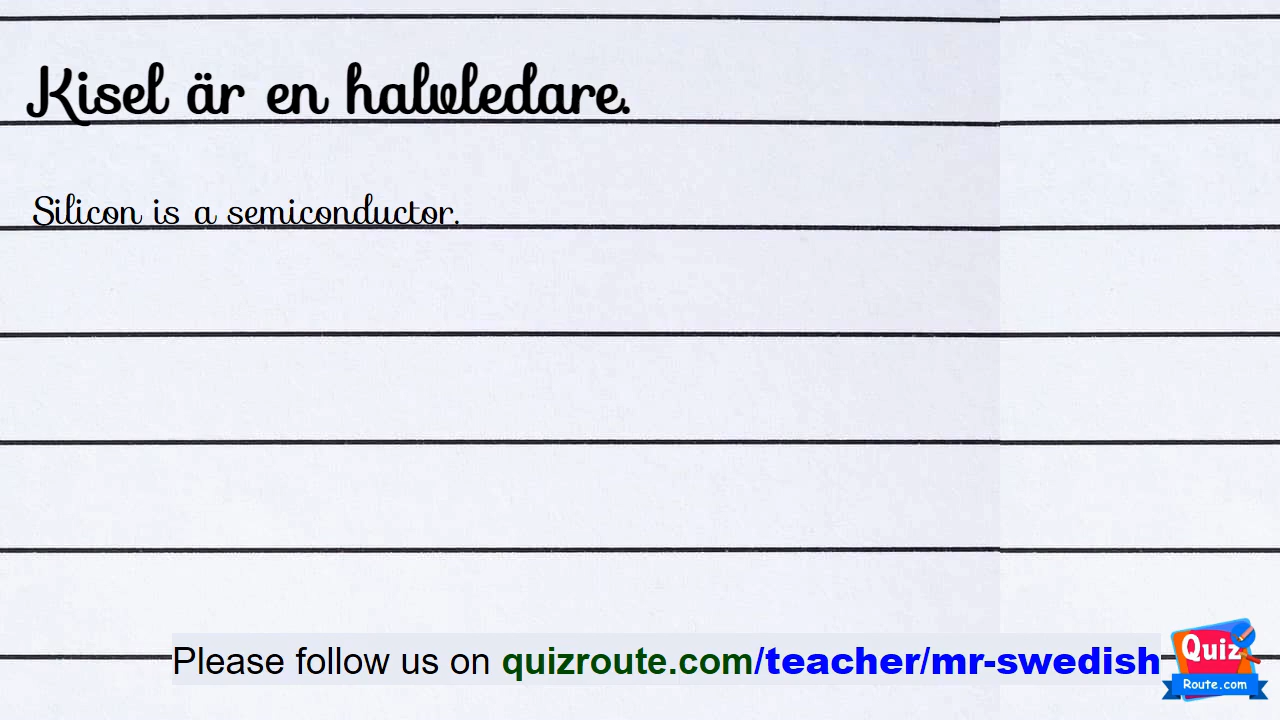 Kisel är en halvledare.
Silicon is a semiconductor.
Please follow us on quizroute.com/teacher/mr-swedish
Quiz
Route.com